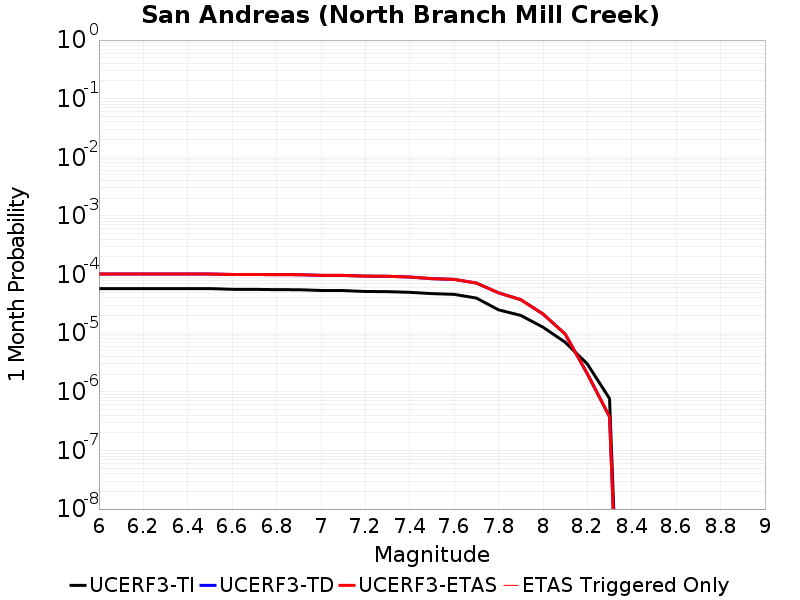 San Andreas (North Branch Mill Creek)
10^0
10^-1
10^-2
10^-3
10^-4
10^-5
10^-6
10^-7
10^-8
1 Month Probability
6 6.2 6.4 6.6 6.8 7 7.2 7.4 7.6 7.8 8 8.2 8.4 8.6 8.8 9
Magnitude
UCERF3-TI UCERF3-TD UCERF3-ETAS ETAS Triggered Only